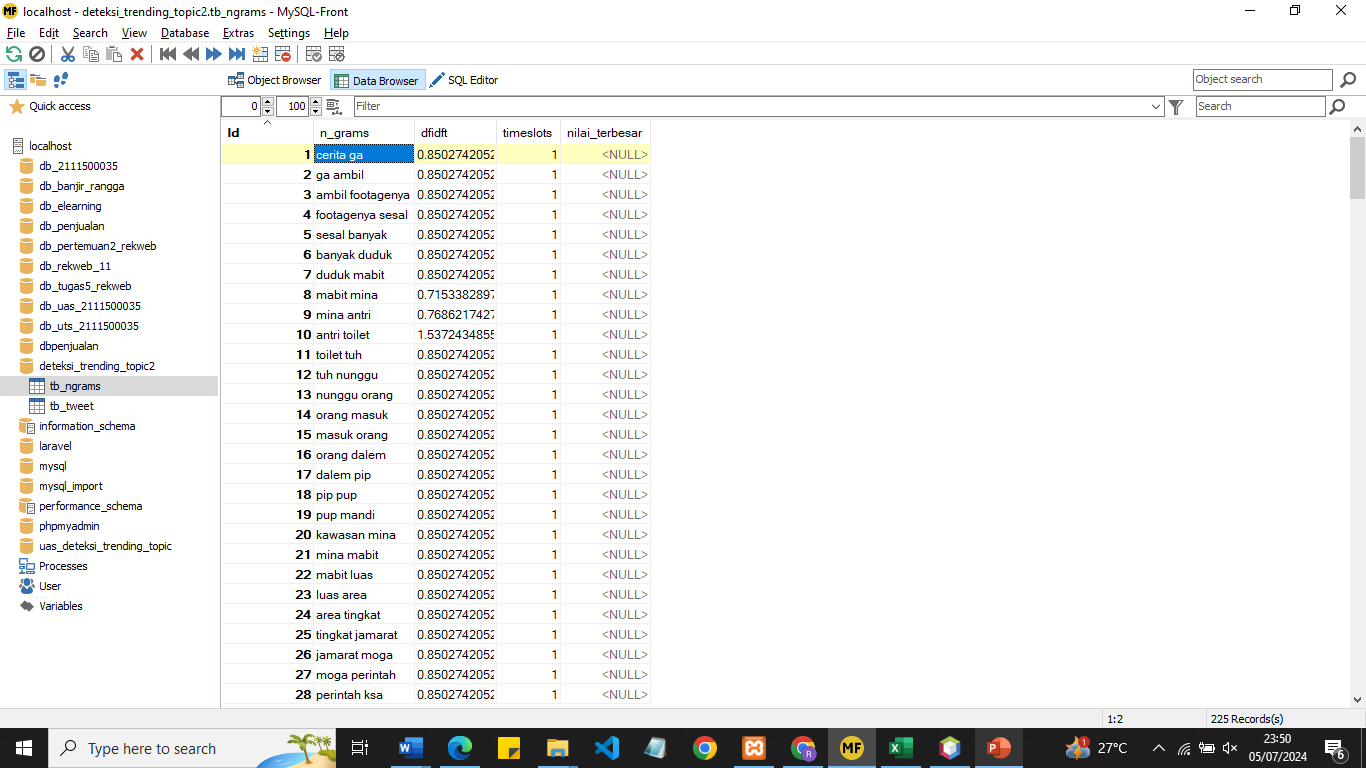 MF localhost - deteksi_trending_topic2.tb_ngrams - MySQL-Front
File Edit Search View Database Extras Settings Help
Object Browser Data Browser SQL Editor Object search
Quick access 0 100 Filter Search
Id n_grams dfidft timeslots nilai_terbesar
localhost
db_2111500035
db_banjir_rangga
db_elearning
db_penjualan
db_pertemuan2_rekweb
db_rekweb_11
db_tugas5_rekweb
db_uas_2111500035
db_uts_2111500035
dbpenjualan
deteksi_trending_topic2
tb_ngrams
tb_tweet
information_schema
laravel
mysql
mysql_import
performance_schema
phpmyadmin
uas_deteksi_trending_topic
Processes
User
Variables
1 cerita ga 0.8502742052 1 <NULL>
2 ga ambil 0.8502742052 1 <NULL>
3 ambil footagenya 0.8502742052 1 <NULL>
4 footagenya sesal 0.8502742052 1 <NULL>
5 sesal banyak 0.8502742052 1 <NULL>
6 banyak duduk 0.8502742052 1 <NULL>
7 duduk mabit 0.8502742052 1 <NULL>
8 mabit mina 0.7153382897 1 <NULL>
9 mina antri 0.7686217427 1 <NULL>
10 antri toilet 1.5372434855 1 <NULL>
11 toilet tuh 0.8502742052 1 <NULL>
12 tuh nunggu 0.8502742052 1 <NULL>
13 nunggu orang 0.8502742052 1 <NULL>
14 orang masuk 0.8502742052 1 <NULL>
15 masuk orang 0.8502742052 1 <NULL>
16 orang dalem 0.8502742052 1 <NULL>
17 dalem pip 0.8502742052 1 <NULL>
18 pip pup 0.8502742052 1 <NULL>
19 pup mandi 0.8502742052 1 <NULL>
20 kawasan mina 0.8502742052 1 <NULL>
21 mina mabit 0.8502742052 1 <NULL>
22 mabit luas 0.8502742052 1 <NULL>
23 luas area 0.8502742052 1 <NULL>
24 area tingkat 0.8502742052 1 <NULL>
25 tingkat jamarat 0.8502742052 1 <NULL>
26 jamarat moga 0.8502742052 1 <NULL>
27 moga perintah 0.8502742052 1 <NULL>
28 perintah ksa 0.8502742052 1 <NULL>
1:2 225 Records(s)
Type here to search W R MF X P 1 27°C 23:50
05/07/2024 6